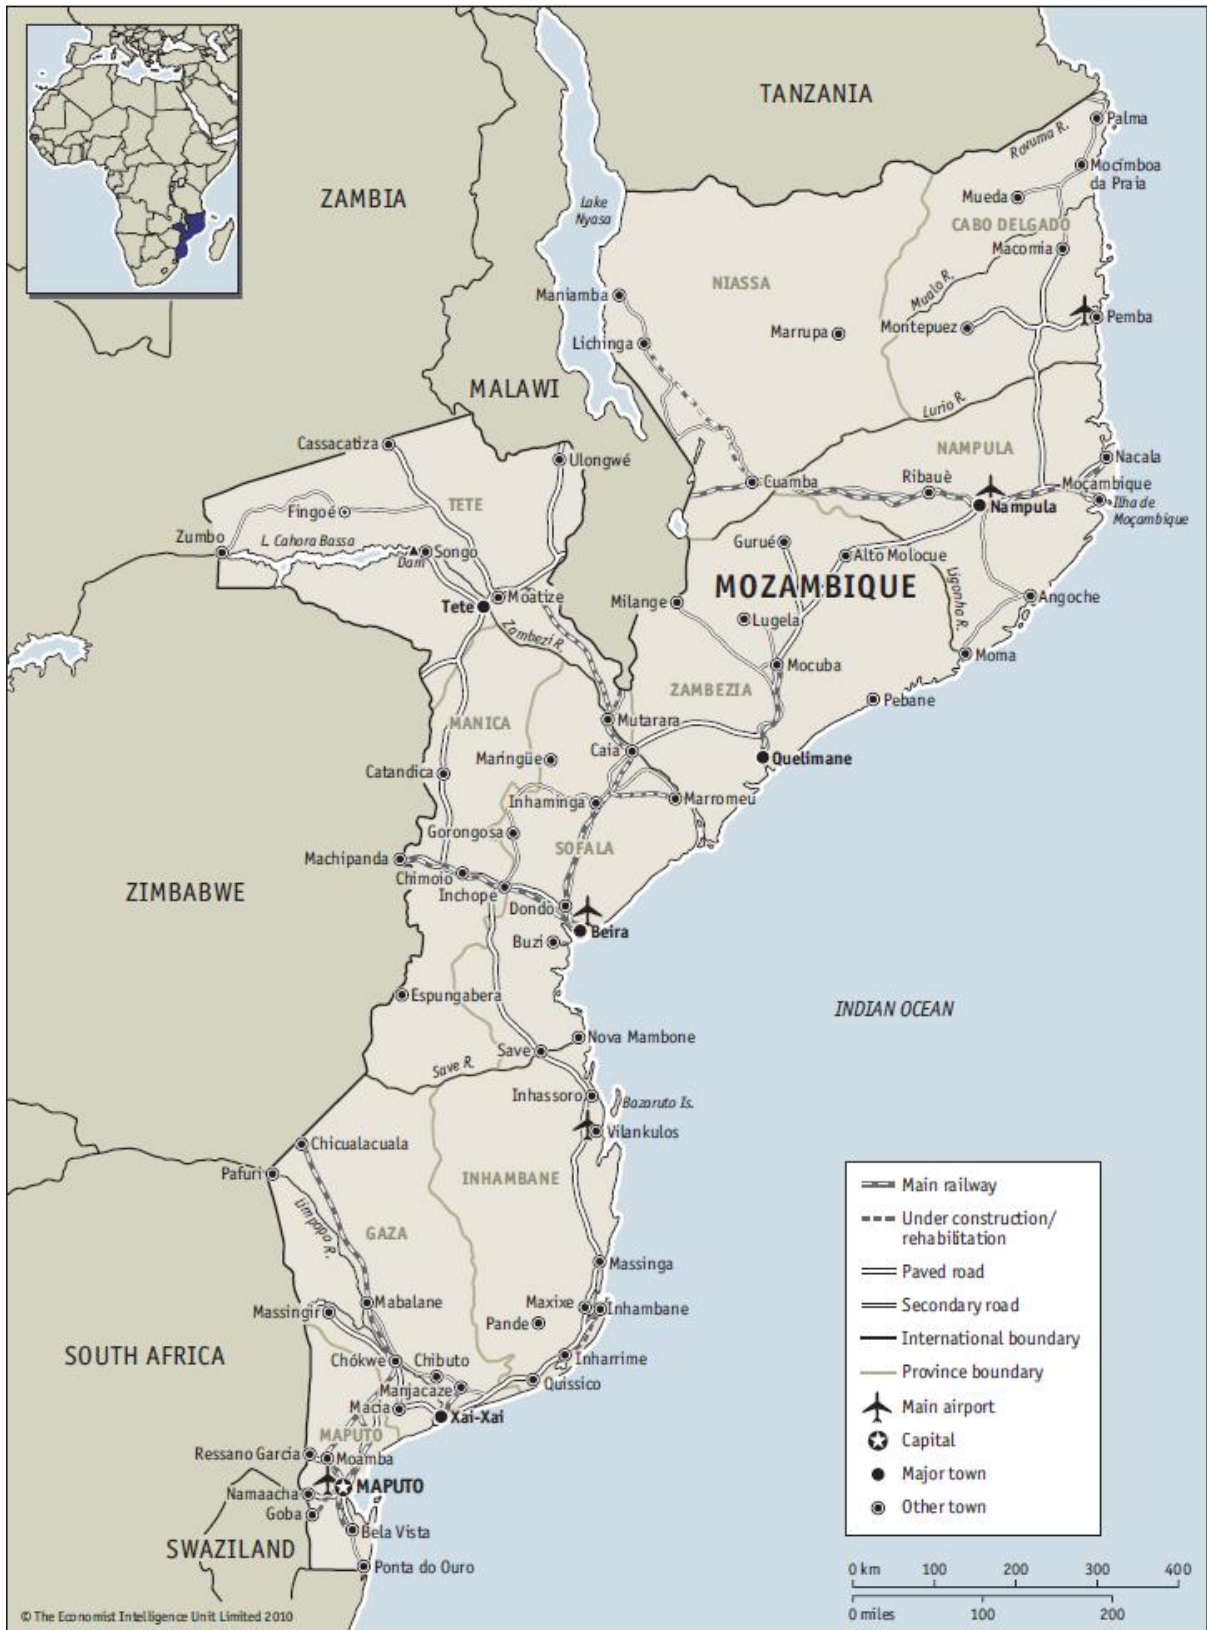 TANZANIA
Palma
Rovuma R.
Mocímboa
da Praia
ZAMBIA
Lake
Nyasa
Mueda
CABO DELGADO
Macomia
NIASSA
Mualo R.
Maniamba
Marrupa
Montepuez
Pemba
Lichinga
MALAWI
Lurio R.
Cassacatiza
NAMPULA
Nacala
Ulongwé
Cuamba
Ribauè
Moçambique
TETE
Fingoé
Nampula
Ilha de
Moçambique
Zumbo
L. Cahora Bassa
Songo
Dam
Gurué
Alto Molocue
MOZAMBIQUE
Ligonha R.
Moatize
Tete
Milange
Angoche
Lugela
Zambezi R.
Moma
Mocuba
ZAMBEZIA
Pebane
MANICA
Mutarara
Caia
Maringüe
Quelimane
Catandica
Inhaminga
Marromeu
Gorongosa
SOFALA
Machipanda
Chimoio
Inchope
ZIMBABWE
Dondo
Beira
Buzi
Espungabera
INDIAN OCEAN
Nova Mambone
Save
Save R.
Inhassoro
Bazaruto Is.
Vilankulos
Chicualacuala
Pafuri
INHAMBANE
Limpopo R.
GAZA
Massinga
Mabalane
Massingir
Maxixe
Inhambane
Pande
SOUTH AFRICA
Chókwe
Chibuto
Inharrime
Manjacaze
Quissico
Macia
Xai-Xai
MAPUTO
Ressano Garcia
Moamba
MAPUTO
Namaacha
Goba
Bela Vista
SWAZILAND
Ponta do Ouro
Main railway
Under construction/
rehabilitation
Paved road
Secondary road
International boundary
Province boundary
Main airport
Capital
Major town
Other town
0 km 100 200 300 400
0 miles 100 200
© The Economist Intelligence Unit Limited 2010